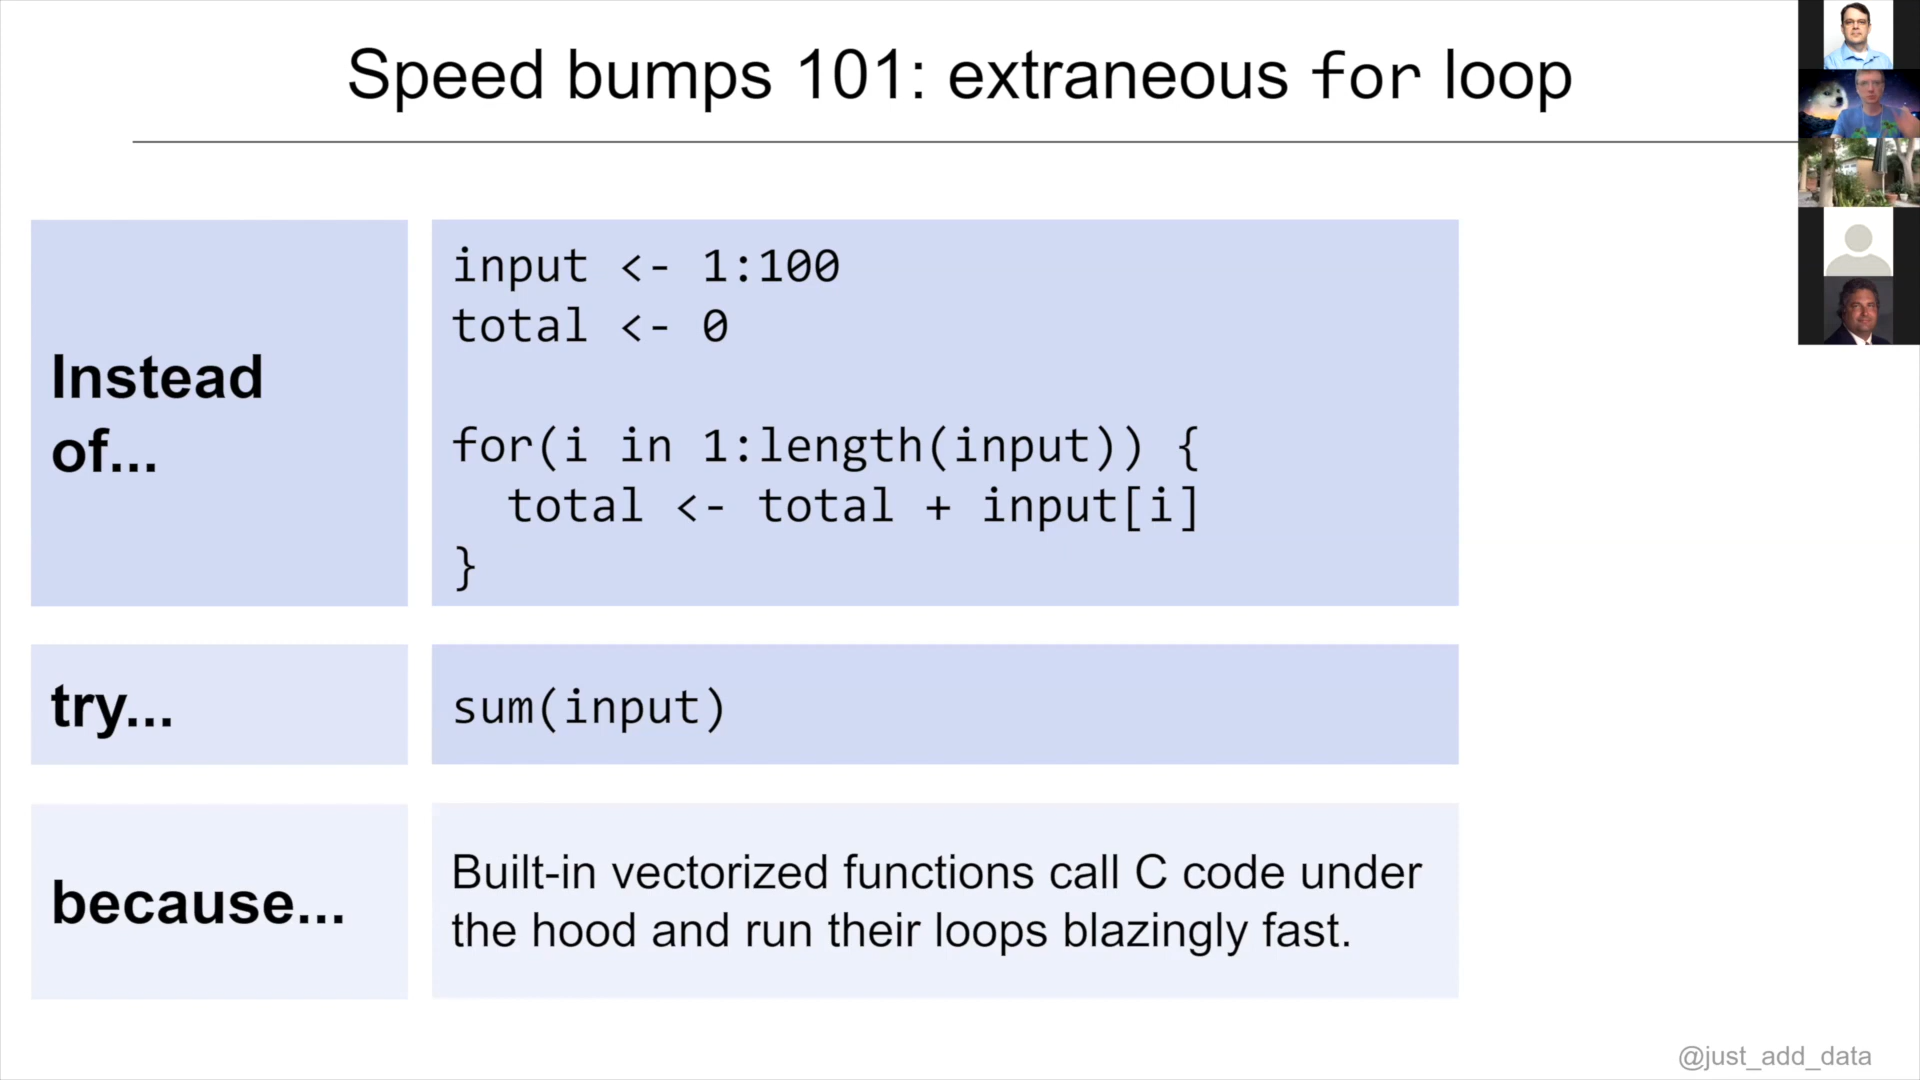 Speed bumps 101: extraneous for loop
Instead
of...
input <- 1:100
total <- 0
for(i in 1:length(input)) {
  total <- total + input[i]
}
try...
sum(input)
because...
Built-in vectorized functions call C code under
the hood and run their loops blazingly fast.
@just_add_data